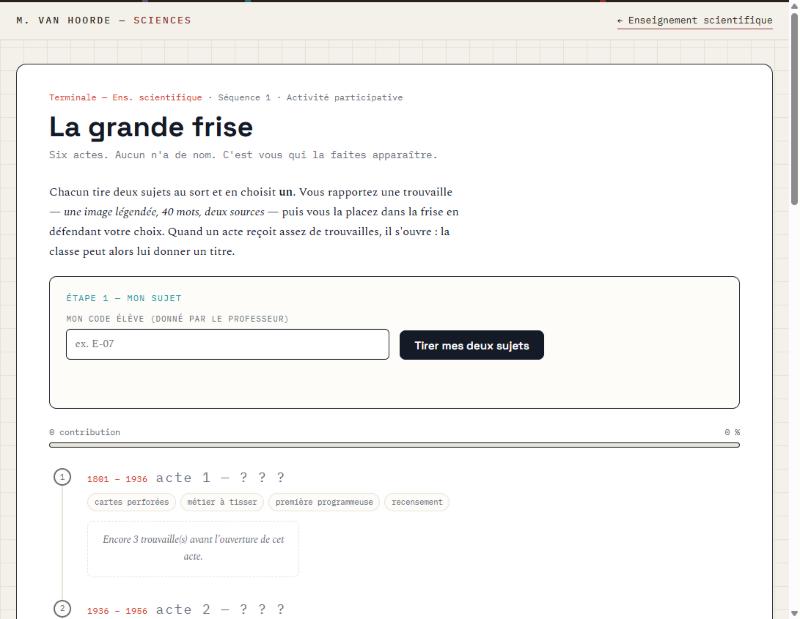 M. VAN HOORDE — SCIENCES
← Enseignement scientifique
Terminale — Ens. scientifique · Séquence 1 · Activité participative
La grande frise
Six actes. Aucun n'a de nom. C'est vous qui la faites apparaître.
Chacun tire deux sujets au sort et en choisit un. Vous rapportez une trouvaille
— une image légendée, 40 mots, deux sources — puis vous la placez dans la frise en
défendant votre choix. Quand un acte reçoit assez de trouvailles, il s'ouvre : la
classe peut alors lui donner un titre.
ÉTAPE 1 — MON SUJET
MON CODE ÉLÈVE (DONNÉ PAR LE PROFESSEUR)
ex. E-07
Tirer mes deux sujets
0 contribution
0 %
1
1801 – 1936 acte 1 — ? ? ?
cartes perforées
métier à tisser
première programmeuse
recensement
Encore 3 trouvaille(s) avant l'ouverture de cet
acte.
2
1936 – 1956 acte 2 — ? ? ?